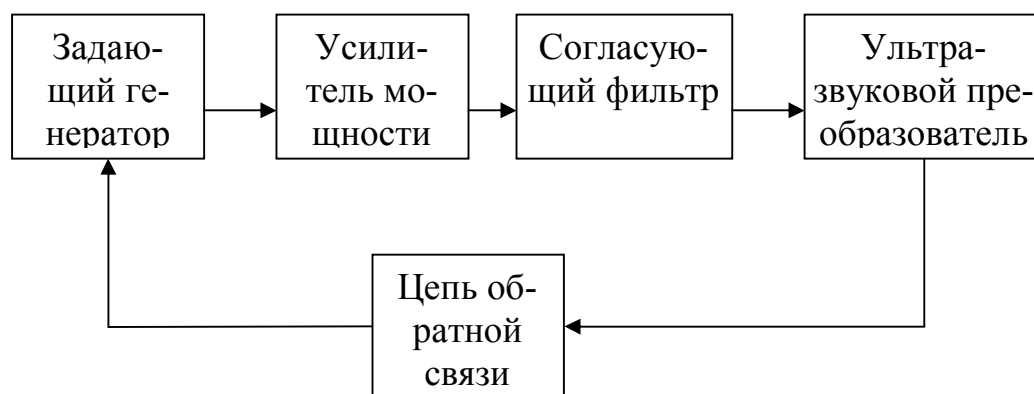 Задаю-
щий ге-
нератор
Усили-
тель мо-
щности
Согласую-
щий фильтр
Ультра-
звуковой пре-
образователь
Цепь об-
ратной
связи